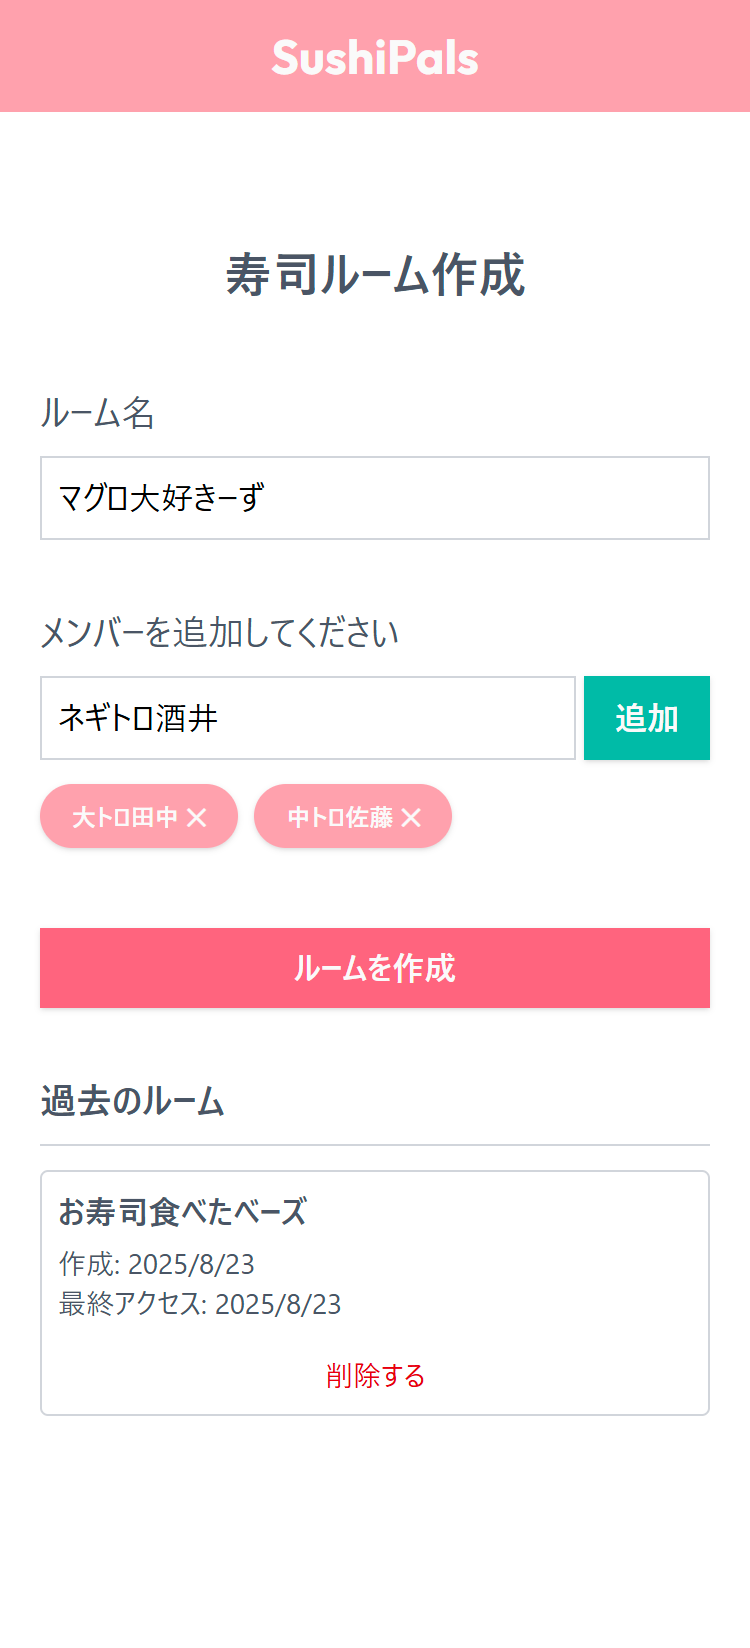 SushiPals
寿司ルーム作成
ルーム名
マグロ大好きーず
メンバーを追加してください
ネギトロ酒井
追加
大トロ田中 ×
中トロ佐藤 ×
ルームを作成
過去のルーム
お寿司食べたべーズ
作成: 2025/8/23
最終アクセス: 2025/8/23
削除する